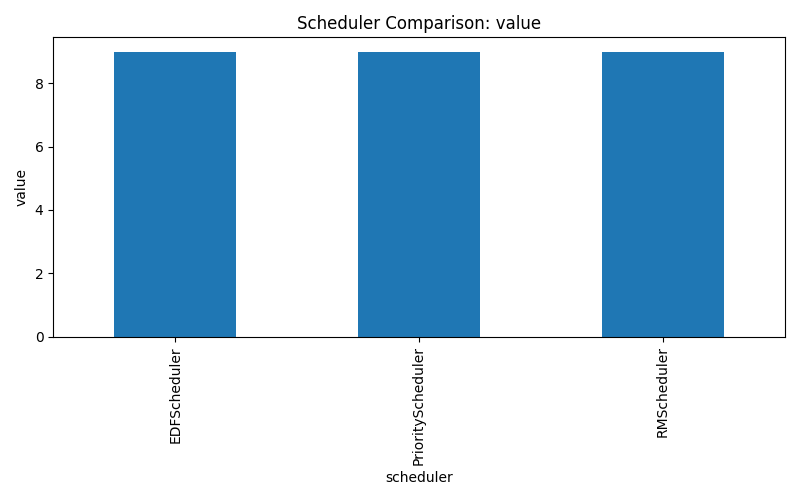 Scheduler Comparison: value
value
8
6
4
2
0
EDFScheduler
PriorityScheduler
RMScheduler
scheduler